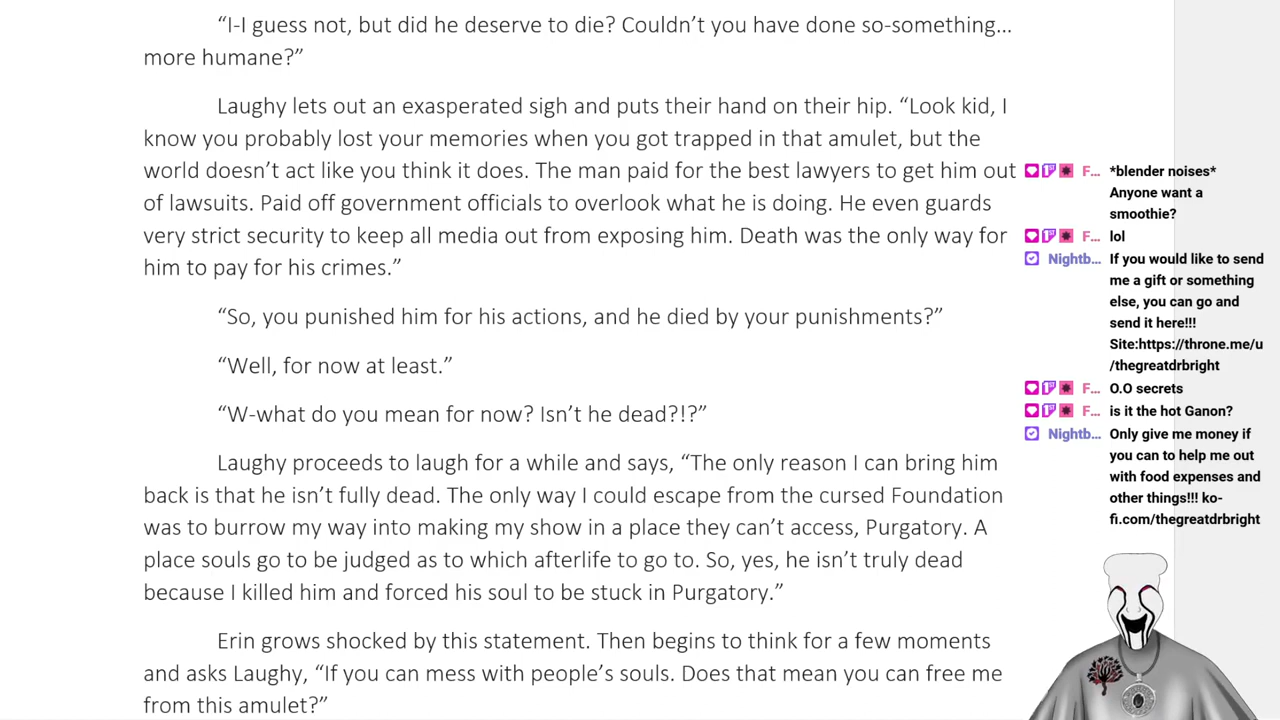 “I-I guess not, but did he deserve to die? Couldn’t you have done so-something…
more humane?”
Laughy lets out an exasperated sigh and puts their hand on their hip. “Look kid, I
know you probably lost your memories when you got trapped in that amulet, but the
world doesn’t act like you think it does. The man paid for the best lawyers to get him out
of lawsuits. Paid off government officials to overlook what he is doing. He even guards
very strict security to keep all media out from exposing him. Death was the only way for
him to pay for his crimes.”
“So, you punished him for his actions, and he died by your punishments?”
“Well, for now at least.”
“W-what do you mean for now? Isn’t he dead?!?”
Laughy proceeds to laugh for a while and says, “The only reason I can bring him
back is that he isn’t fully dead. The only way I could escape from the cursed Foundation
was to burrow my way into making my show in a place they can’t access, Purgatory. A
place souls go to be judged as to which afterlife to go to. So, yes, he isn’t truly dead
because I killed him and forced his soul to be stuck in Purgatory.”
Erin grows shocked by this statement. Then begins to think for a few moments
and asks Laughy, “If you can mess with people’s souls. Does that mean you can free me
from this amulet?”
F... *blender noises*
Anyone want a
smoothie?
F... lol
Nightb... If you would like to send
me a gift or something
else, you can go and
send it here!!!
Site:https://throne.me/u
/thegreatdrbright
F... O.O secrets
F... is it the hot Ganon?
Nightb... Only give me money if
you can to help me out
with food expenses and
other things!!! ko-
fi.com/thegreatdrbright